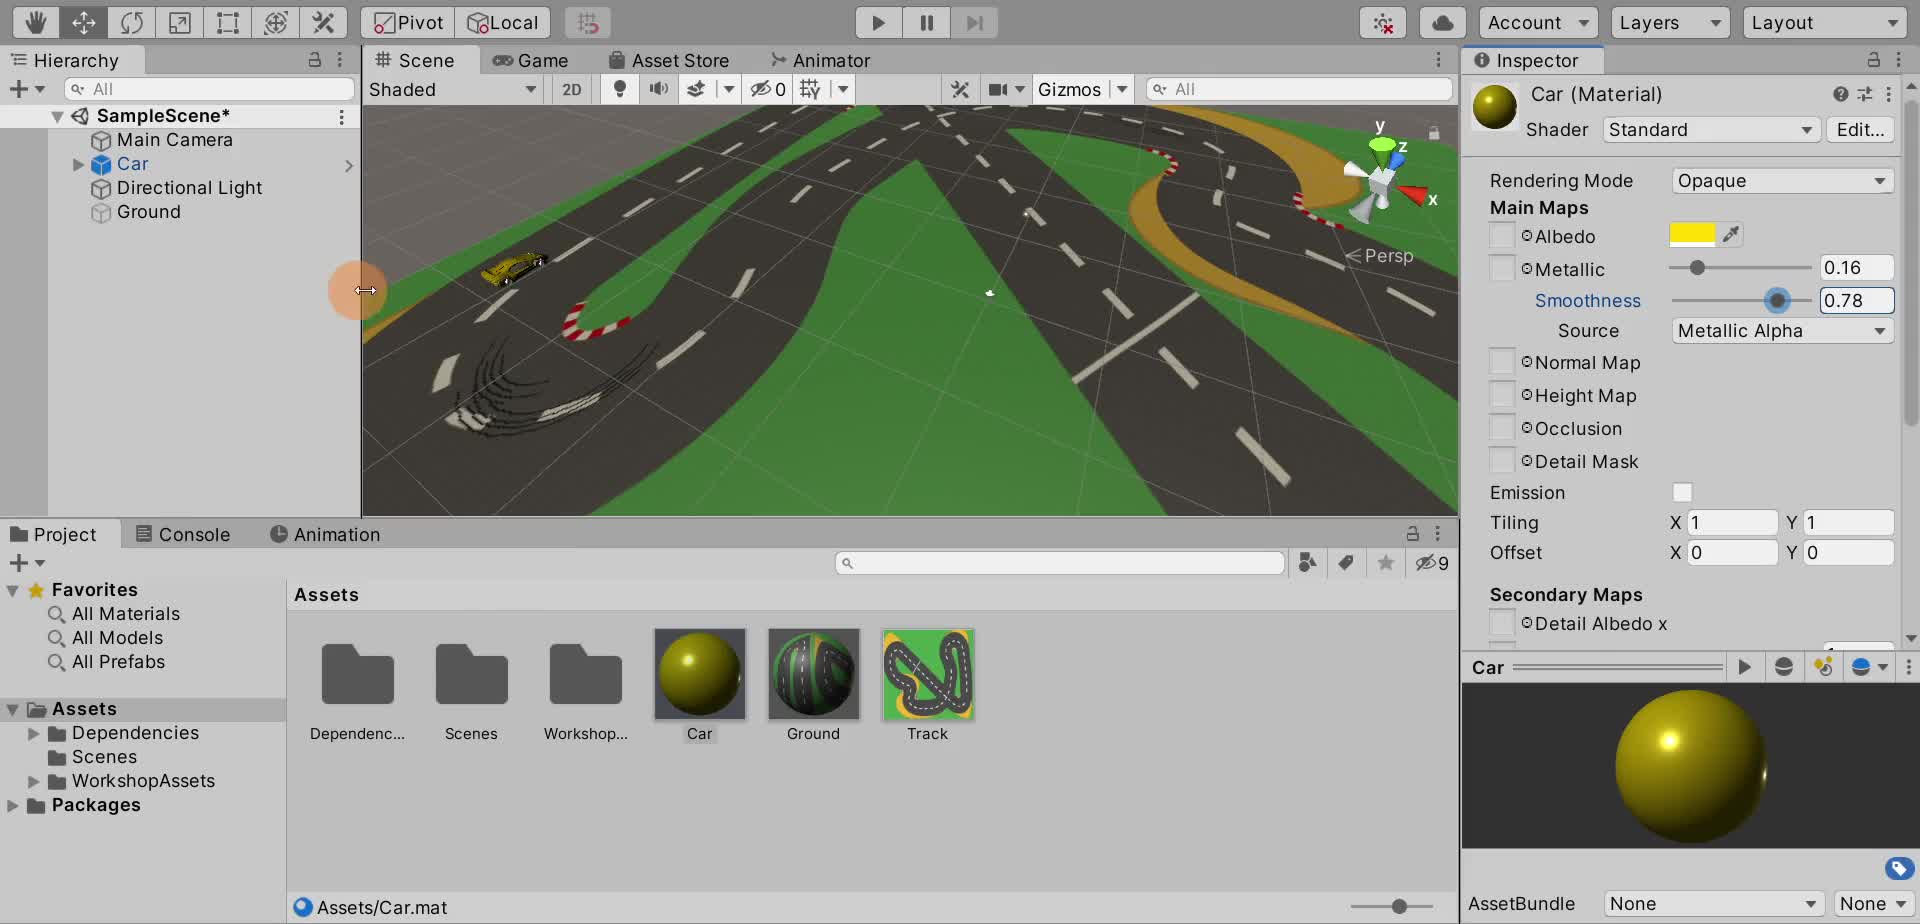 Pivot Local Account Layers Layout
Hierarchy
All
SampleScene*
Main Camera
Car
Directional Light
Ground
Scene Game Asset Store Animator
Shaded 2D 0 Gizmos All
y
z
x
Persp
Inspector
Car (Material)
Shader Standard Edit...
Rendering Mode Opaque
Main Maps
Albedo
Metallic 0.16
Smoothness 0.78
Source Metallic Alpha
Normal Map
Height Map
Occlusion
Detail Mask
Emission
Tiling X 1 Y 1
Offset X 0 Y 0
Secondary Maps
Detail Albedo x
Car
AssetBundle None None
Project Console Animation
9
Favorites
All Materials
All Models
All Prefabs
Assets
Dependencies
Scenes
WorkshopAssets
Packages
Assets
Dependenc... Scenes Workshop... Car Ground Track
Assets/Car.mat